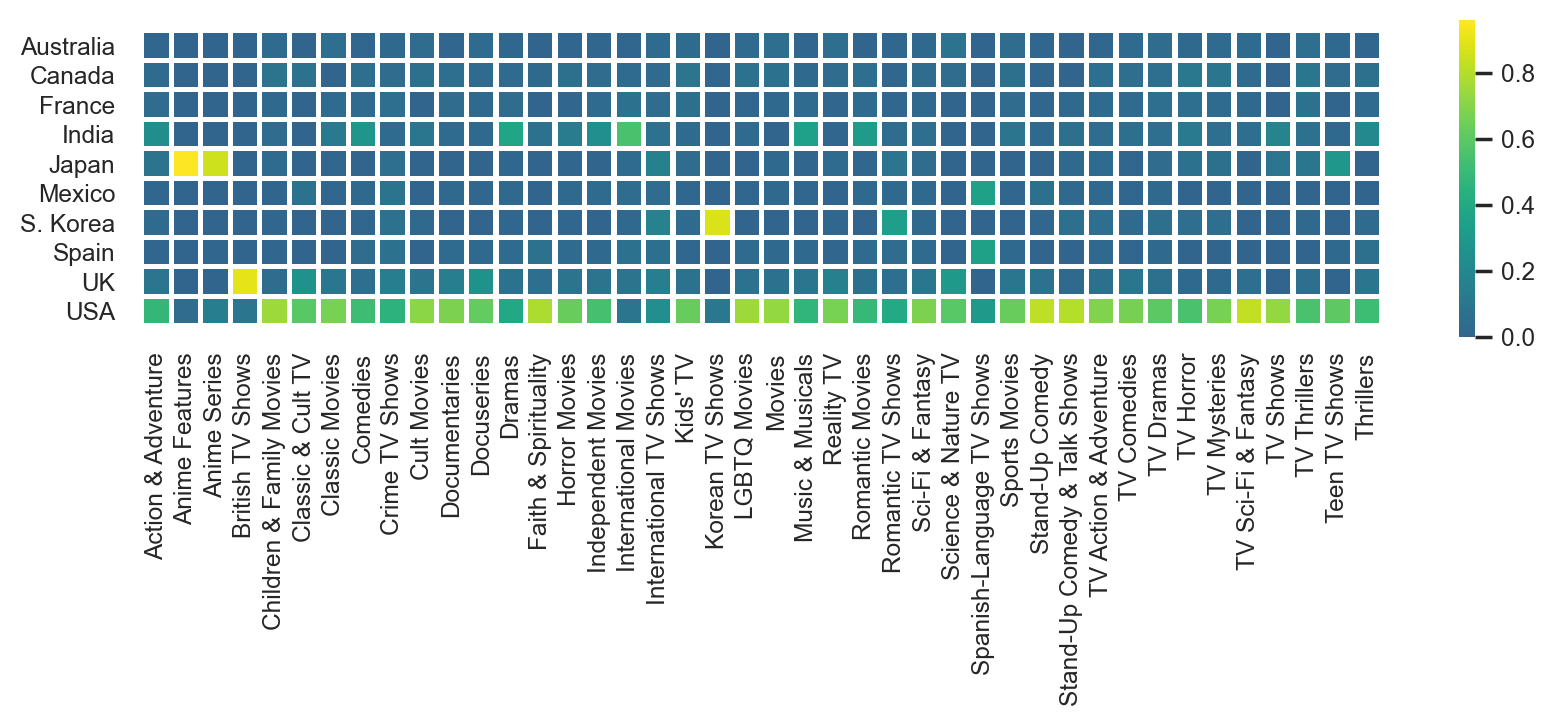 Australia
Canada
France
India
Japan
Mexico
S. Korea
Spain
UK
USA
Action & Adventure
Anime Features
Anime Series
British TV Shows
Children & Family Movies
Classic & Cult TV
Classic Movies
Comedies
Crime TV Shows
Cult Movies
Documentaries
Docuseries
Dramas
Faith & Spirituality
Horror Movies
Independent Movies
International Movies
International TV Shows
Kids' TV
Korean TV Shows
LGBTQ Movies
Movies
Music & Musicals
Reality TV
Romantic Movies
Romantic TV Shows
Sci-Fi & Fantasy
Science & Nature TV
Spanish-Language TV Shows
Sports Movies
Stand-Up Comedy
Stand-Up Comedy & Talk Shows
TV Action & Adventure
TV Comedies
TV Dramas
TV Horror
TV Mysteries
TV Sci-Fi & Fantasy
TV Shows
TV Thrillers
Teen TV Shows
Thrillers
0.8
0.6
0.4
0.2
0.0